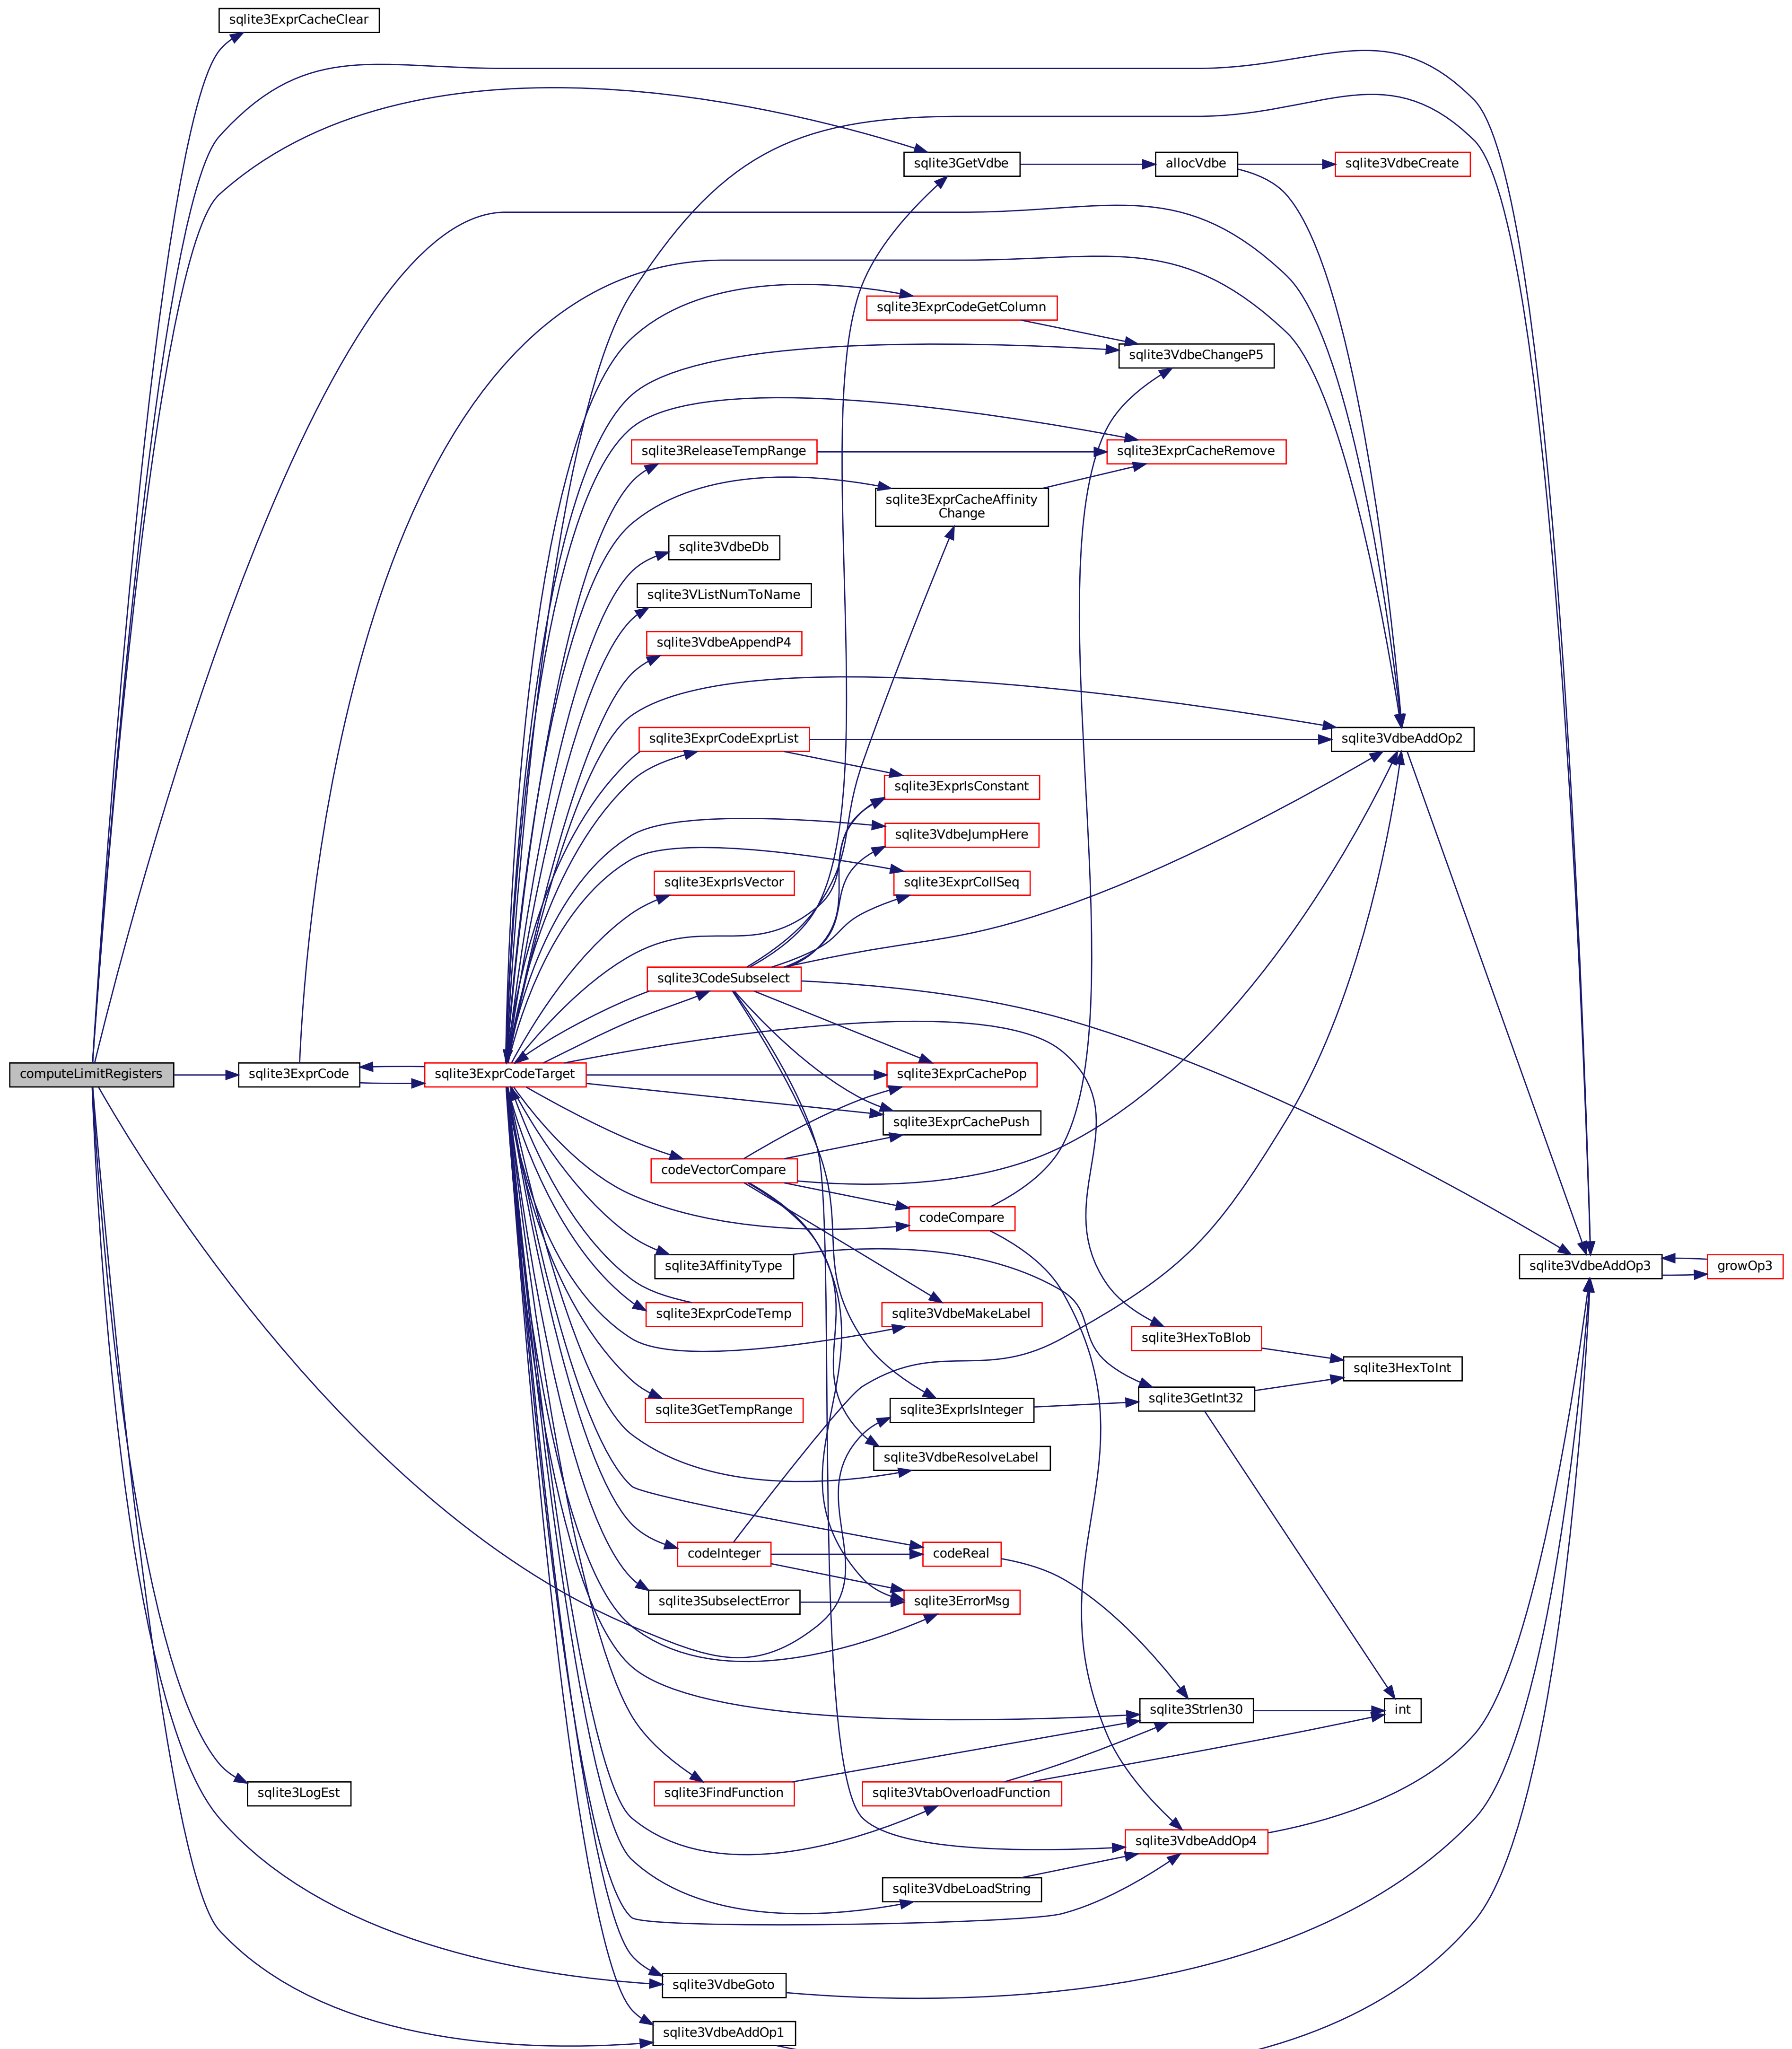 sqlite3ExprCacheClear
sqlite3GetVdbe
allocVdbe
sqlite3VdbeCreate
sqlite3ExprCodeGetColumn
sqlite3VdbeChangeP5
sqlite3ReleaseTempRange
sqlite3ExprCacheRemove
sqlite3ExprCacheAffinity
Change
sqlite3VdbeDb
sqlite3VListNumToName
sqlite3VdbeAppendP4
sqlite3ExprCodeExprList
sqlite3VdbeAddOp2
sqlite3ExprIsConstant
sqlite3VdbeJumpHere
sqlite3ExprIsVector
sqlite3ExprCollSeq
sqlite3CodeSubselect
computeLimitRegisters
sqlite3ExprCode
sqlite3ExprCodeTarget
sqlite3ExprCachePop
sqlite3ExprCachePush
codeVectorCompare
codeCompare
sqlite3AffinityType
sqlite3VdbeAddOp3
growOp3
sqlite3ExprCodeTemp
sqlite3VdbeMakeLabel
sqlite3HexToBlob
sqlite3HexToInt
sqlite3GetTempRange
sqlite3ExprIsInteger
sqlite3GetInt32
sqlite3VdbeResolveLabel
codeInteger
codeReal
sqlite3SubselectError
sqlite3ErrorMsg
sqlite3Strlen30
int
sqlite3LogEst
sqlite3FindFunction
sqlite3VtabOverloadFunction
sqlite3VdbeAddOp4
sqlite3VdbeLoadString
sqlite3VdbeGoto
sqlite3VdbeAddOp1